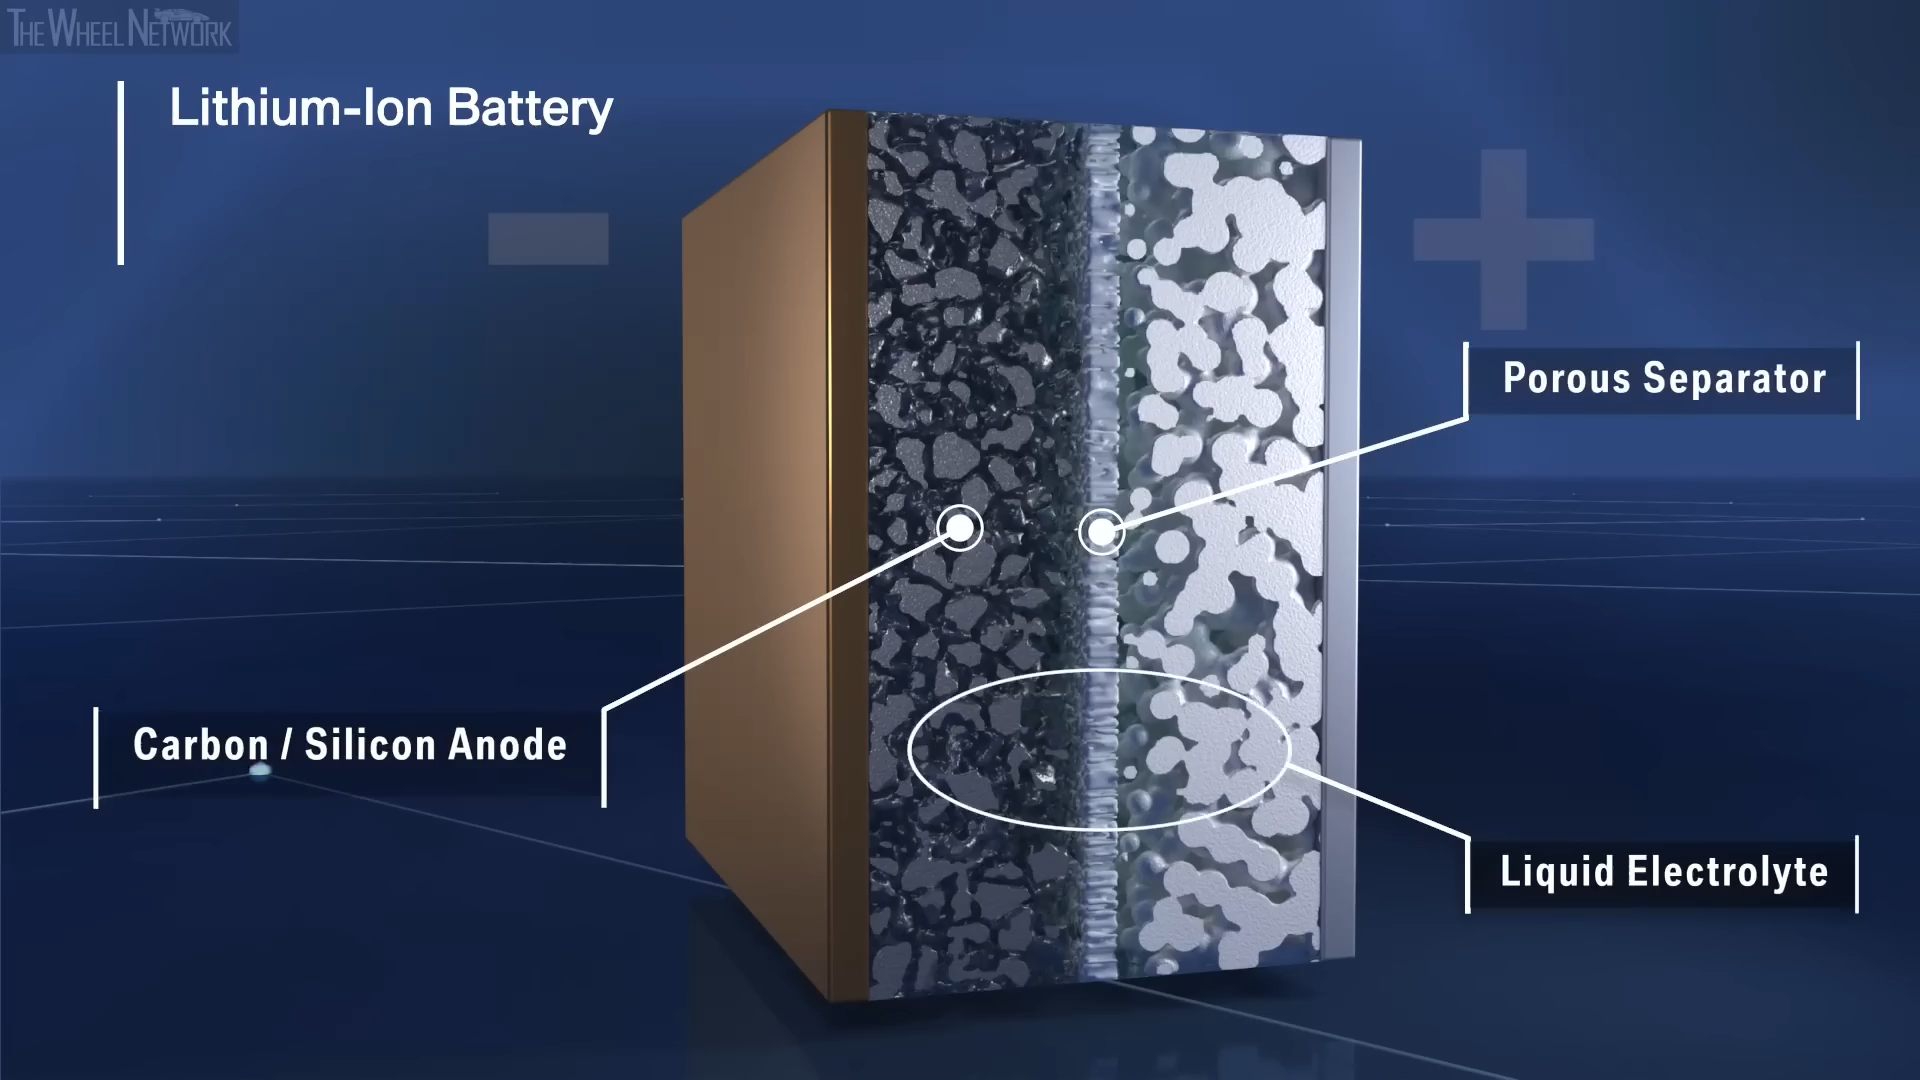 The Wheel Network
Lithium-Ion Battery
Porous Separator
Carbon / Silicon Anode
Liquid Electrolyte